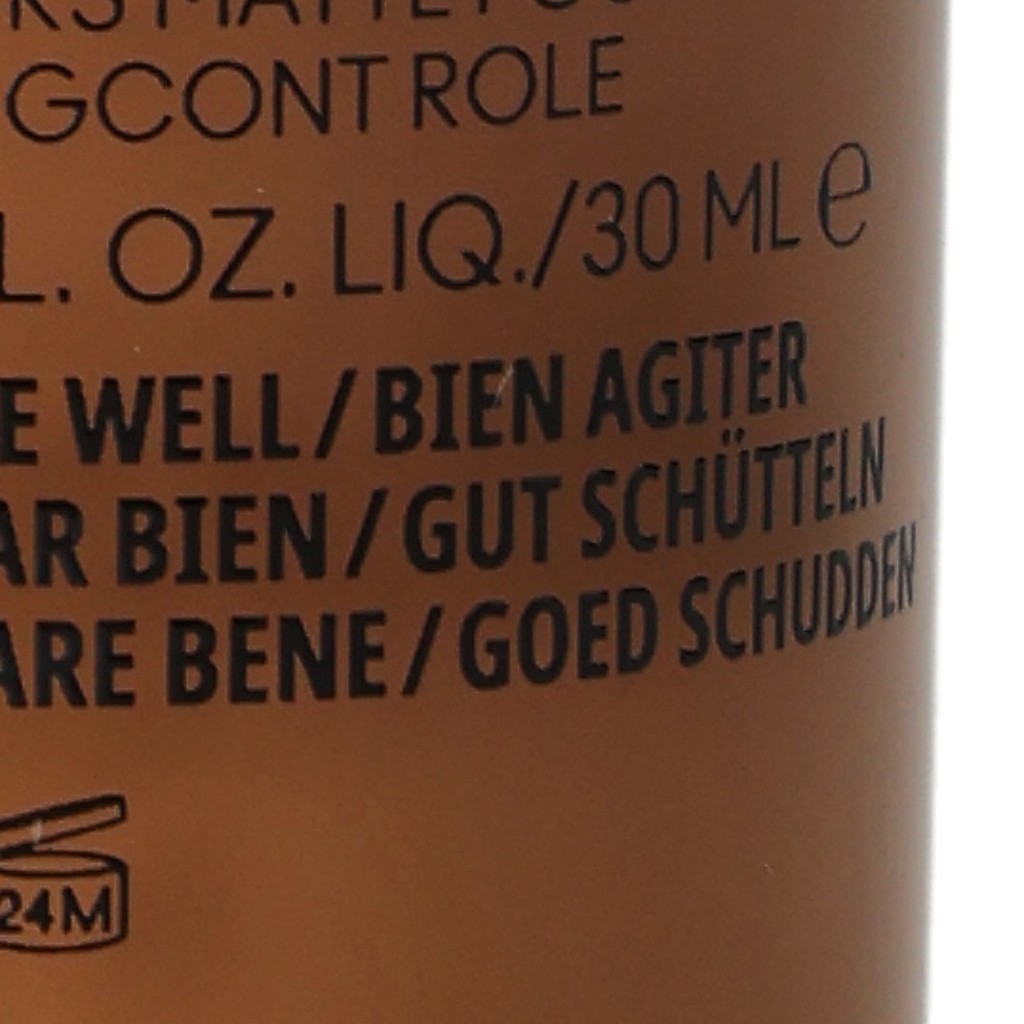 GCONT ROLE
L. OZ. LIQ./30 ML e
E WELL/BIEN AGITER
AR BIEN/GUT SCHÜTTELN
ARE BENE/GOED SCHUDDEN
24M